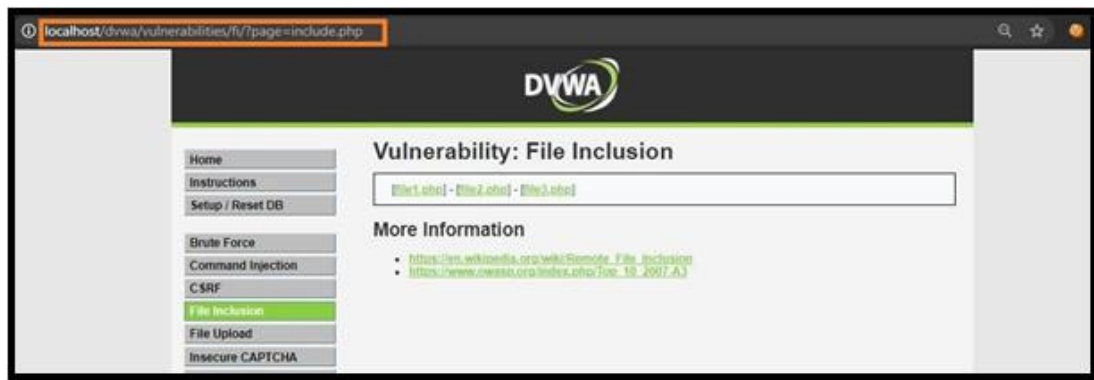 localhost/dvwa/vulnerabilities/fi/?page=include.php
DVWA
Home
Instructions
Setup / Reset DB
Brute Force
Command Injection
CSRF
File Inclusion
File Upload
Insecure CAPTCHA
Vulnerability: File Inclusion
[file1.php] - [file2.php] - [file3.php]
More Information
https://en.wikipedia.org/wiki/Remote_File_Inclusion
https://www.owasp.org/index.php/Top_10_2007-A3